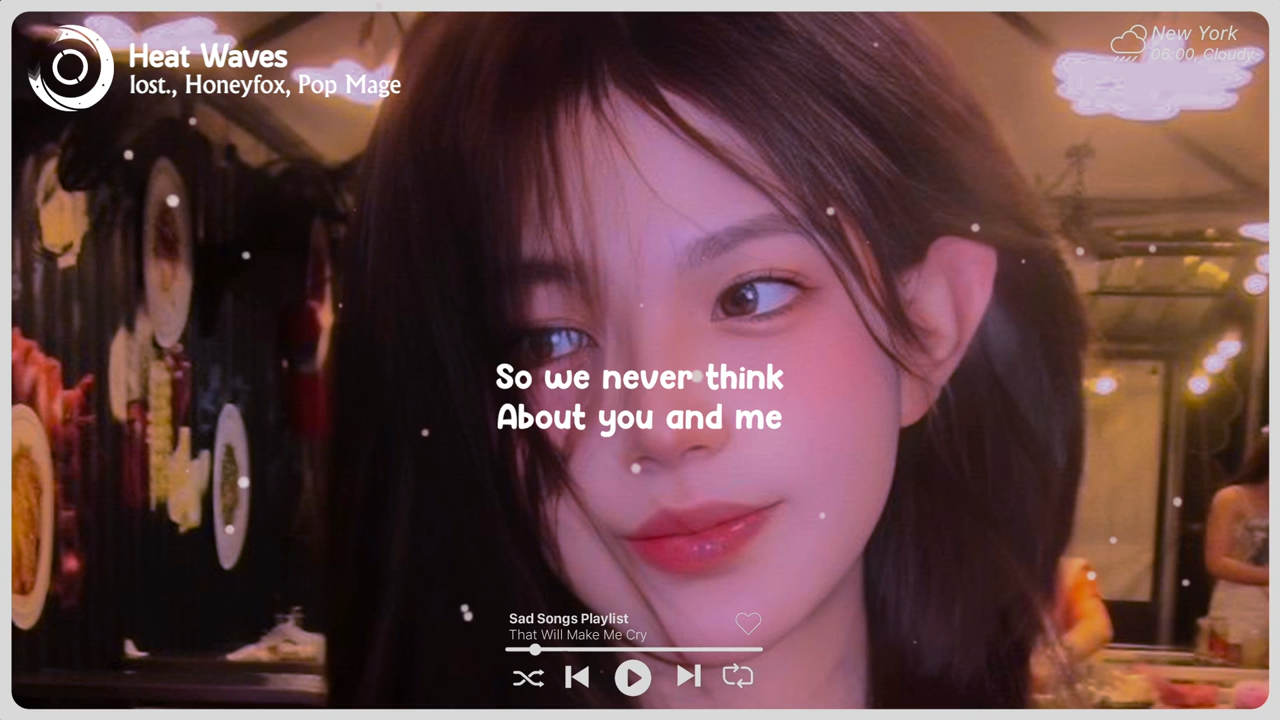 Heat Waves
lost., Honeyfox, Pop Mage
New York
06:00, Cloudy
So we never think
About you and me
Sad Songs Playlist
That Will Make Me Cry